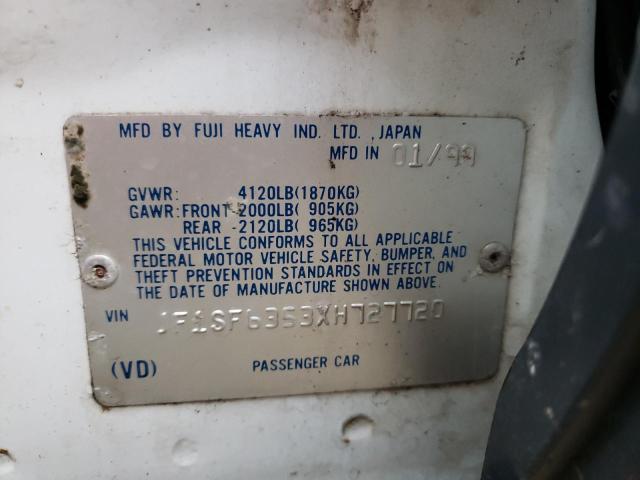 MFD BY FUJI HEAVY IND. LTD., JAPAN
MFD IN 01/99
GVWR: 4120LB(1870KG)
GAWR:FRONT-2000LB( 905KG)
REAR -2120LB( 965KG)
THIS VEHICLE CONFORMS TO ALL APPLICABLE
FEDERAL MOTOR VEHICLE SAFETY, BUMPER, AND
THEFT PREVENTION STANDARDS IN EFFECT ON
THE DATE OF MANUFACTURE SHOWN ABOVE.
VIN JF1SF6353XH727720
(VD) PASSENGER CAR